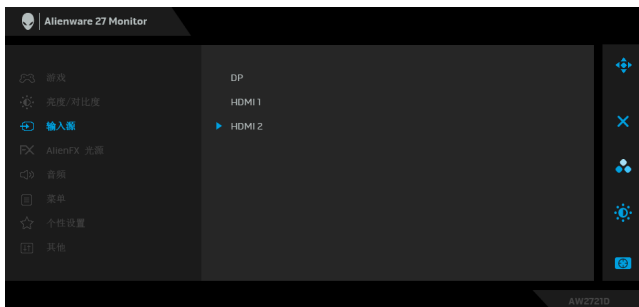 Alienware 27 Monitor
游戏
亮度/对比度
输入源
AlienFX 光源
音频
菜单
个性设置
其他
DP
HDMI 1
HDMI 2
AW2721D